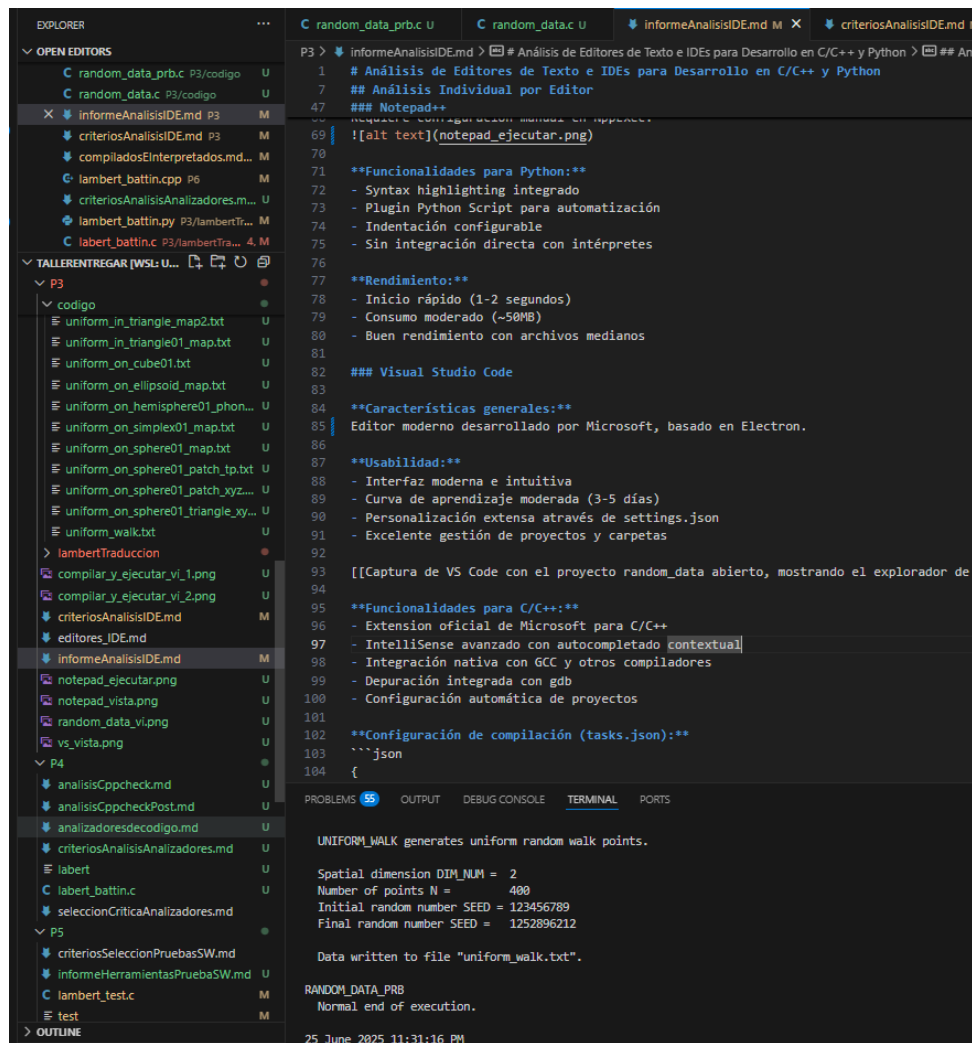 EXPLORER ...
OPEN EDITORS
C random_data_prb.c P3/codigo U
C random_data.c P3/codigo U
X informeAnalisisIDE.md P3 M
criteriosAnalisisIDE.md P3 M
compiladosEInterpretados.md... M
lambert_battin.cpp P6 M
criteriosAnalisisAnalizadores.m... U
lambert_battin.py P3/lambertTr... M
C labert_battin.c P3/lambertTra... 4, M
TALLERENTREGAR [WSL: U...
P3
codigo
uniform_in_triangle_map2.txt U
uniform_in_triangle01_map.txt U
uniform_on_cube01.txt U
uniform_on_ellipsoid_map.txt U
uniform_on_hemisphere01_phon... U
uniform_on_simplex01_map.txt U
uniform_on_sphere01_map.txt U
uniform_on_sphere01_patch_tp.txt U
uniform_on_sphere01_patch_xyz.... U
uniform_on_sphere01_triangle_xy... U
uniform_walk.txt U
lambertTraduccion
compilar_y_ejecutar_vi_1.png U
compilar_y_ejecutar_vi_2.png U
criteriosAnalisisIDE.md M
editores_IDE.md
informeAnalisisIDE.md M
notepad_ejecutar.png U
notepad_vista.png U
random_data_vi.png U
vs_vista.png U
P4
analisisCppcheck.md U
analisisCppcheckPost.md U
analizadoresdecodigo.md U
criteriosAnalisisAnalizadores.md U
labert U
C labert_battin.c U
seleccionCriticaAnalizadores.md
P5
criteriosSeleccionPruebasSW.md
informeHerramientasPruebaSW.md U
C lambert_test.c M
test M
OUTLINE
C random_data_prb.c U C random_data.c U informeAnalisisIDE.md M X criteriosAnalisisIDE.md
P3 > informeAnalisisIDE.md > # Análisis de Editores de Texto e IDEs para Desarrollo en C/C++ y Python > ## An
1 # Análisis de Editores de Texto e IDEs para Desarrollo en C/C++ y Python
7 ## Análisis Individual por Editor
47 ### Notepad++
Requiere configuración manual en NppExec.
69 ![alt text](notepad_ejecutar.png)
70
71 **Funcionalidades para Python:**
72 - Syntax highlighting integrado
73 - Plugin Python Script para automatización
74 - Indentación configurable
75 - Sin integración directa con intérpretes
76
77 **Rendimiento:**
78 - Inicio rápido (1-2 segundos)
79 - Consumo moderado (~50MB)
80 - Buen rendimiento con archivos medianos
81
82 ### Visual Studio Code
83
84 **Características generales:**
85 Editor moderno desarrollado por Microsoft, basado en Electron.
86
87 **Usabilidad:**
88 - Interfaz moderna e intuitiva
89 - Curva de aprendizaje moderada (3-5 días)
90 - Personalización extensa através de settings.json
91 - Excelente gestión de proyectos y carpetas
92
93 [[Captura de VS Code con el proyecto random_data abierto, mostrando el explorador de
94
95 **Funcionalidades para C/C++:**
96 - Extension oficial de Microsoft para C/C++
97 - IntelliSense avanzado con autocompletado contextual
98 - Integración nativa con GCC y otros compiladores
99 - Depuración integrada con gdb
100 - Configuración automática de proyectos
101
102 **Configuración de compilación (tasks.json):**
103 ```json
104 {
PROBLEMS 55 OUTPUT DEBUG CONSOLE TERMINAL PORTS
UNIFORM_WALK generates uniform random walk points.
Spatial dimension DIM_NUM = 2
Number of points N = 400
Initial random number SEED = 123456789
Final random number SEED = 1252896212
Data written to file "uniform_walk.txt".
RANDOM_DATA_PRB
Normal end of execution.
25 June 2025 11:31:16 PM